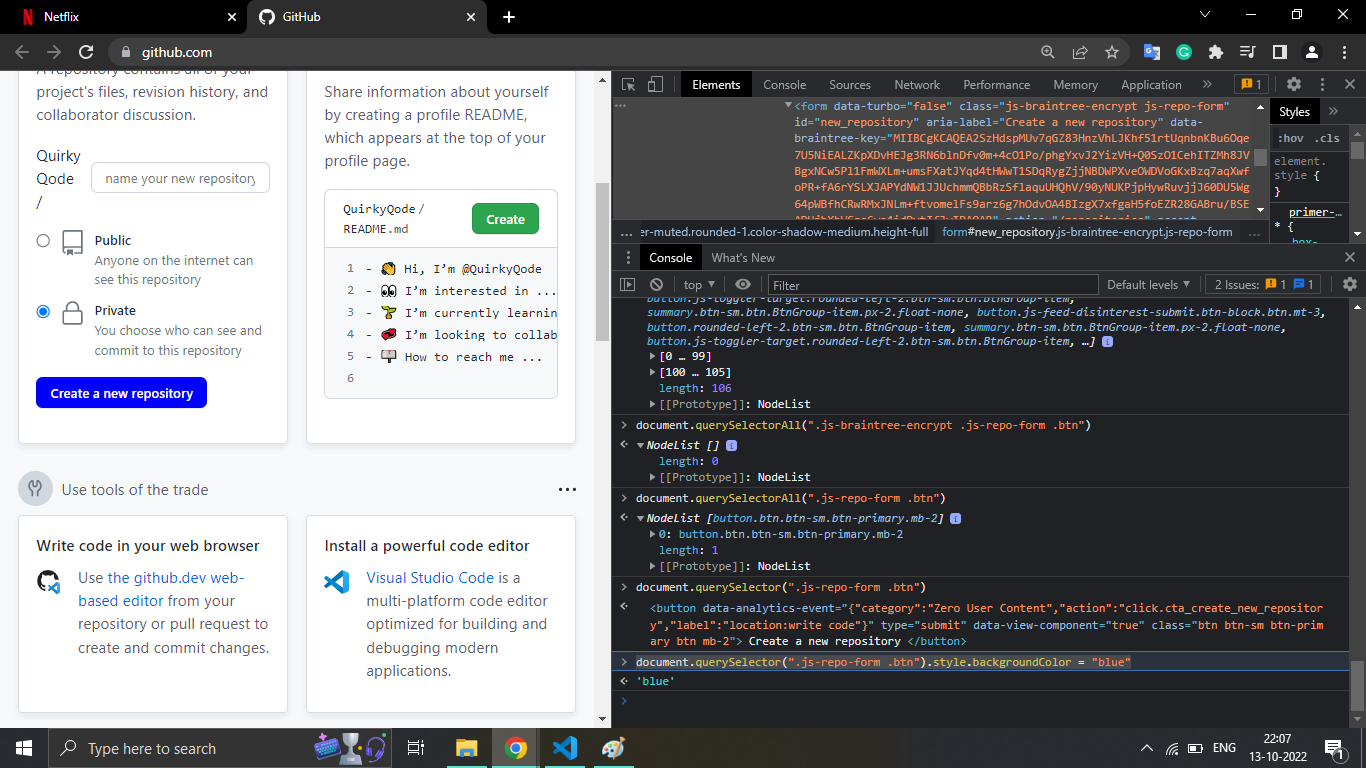 Netflix
GitHub
github.com
A repository contains all of your
project's files, revision history, and
collaborator discussion.
Quirky
Qode
/
name your new repository
Public
Anyone on the internet can
see this repository
Private
You choose who can see and
commit to this repository
Create a new repository
Share information about yourself
by creating a profile README,
which appears at the top of your
profile page.
QuirkyQode/
README.md
Create
1 - 👋 Hi, I’m @QuirkyQode
2 - 👀 I’m interested in ...
3 - 🌱 I’m currently learnin
4 - 💞️ I’m looking to collab
5 - 📫 How to reach me ...
6
Use tools of the trade
Write code in your web browser
Use the github.dev web-
based editor from your
repository or pull request to
create and commit changes.
Install a powerful code editor
Visual Studio Code is a
multi-platform code editor
optimized for building and
debugging modern
applications.
Elements
Console
Sources
Network
Performance
Memory
Application
1
<form data-turbo="false" class="js-braintree-encrypt js-repo-form"
id="new_repository" aria-label="Create a new repository" data-
braintree-key="MIIBCgKCAQEA2SzHdspMUv7qGZ83HnzVhLJKhf51rtUqnbnKBu6Oqe
7U5NiEALZKpXDvHEJg3RN6blnDfv0m+4cO1Po/phgYxvJ2YizVH+Q0SzO1CehITZMh8JV
BgxNCw5Pl1FmWXLm+umsFXatJYqd4tHWwT1SDqRygZjjNBDWPXveOWDVoGKxBzq7aqXwf
oPR+fA6rYSLXJAPYdNW1JJUchmmQBbRzSflaquUHQhV/90yNUKPjpHywRuvjjJ60DU5Wg
64pWBfhCRwRMxJNLm+ftvomelFs9arz6g7hOdvOA4BIzgX7xfgaH5foEZR28GABru/BSE
... er-muted.rounded-1.color-shadow-medium.height-full form#new_repository.js-braintree-encrypt.js-repo-form ...
Styles
:hov .cls
element.
style {
}
primer-…
* {
box-
Console
What's New
top
Filter
Default levels
2 Issues: 1 1
button.js-toggler-target.rounded-left-2.btn-sm.btn.BtnGroup-item,
summary.btn-sm.btn.BtnGroup-item.px-2.float-none, button.js-feed-disinterest-submit.btn-block.btn.mt-3,
button.rounded-left-2.btn-sm.btn.BtnGroup-item, summary.btn-sm.btn.BtnGroup-item.px-2.float-none,
button.js-toggler-target.rounded-left-2.btn-sm.btn.BtnGroup-item, …]
[0 … 99]
[100 … 105]
length: 106
[[Prototype]]: NodeList
document.querySelectorAll(".js-braintree-encrypt .js-repo-form .btn")
NodeList []
length: 0
[[Prototype]]: NodeList
document.querySelectorAll(".js-repo-form .btn")
NodeList [button.btn.btn-sm.btn-primary.mb-2]
0: button.btn.btn-sm.btn-primary.mb-2
length: 1
[[Prototype]]: NodeList
document.querySelector(".js-repo-form .btn")
<button data-analytics-event="{"category":"Zero User Content","action":"click.cta_create_new_repositor
y","label":"location:write code"}" type="submit" data-view-component="true" class="btn btn-sm btn-prim
ary btn mb-2"> Create a new repository </button>
document.querySelector(".js-repo-form .btn").style.backgroundColor = "blue"
'blue'
Type here to search
ENG
22:07
13-10-2022
1